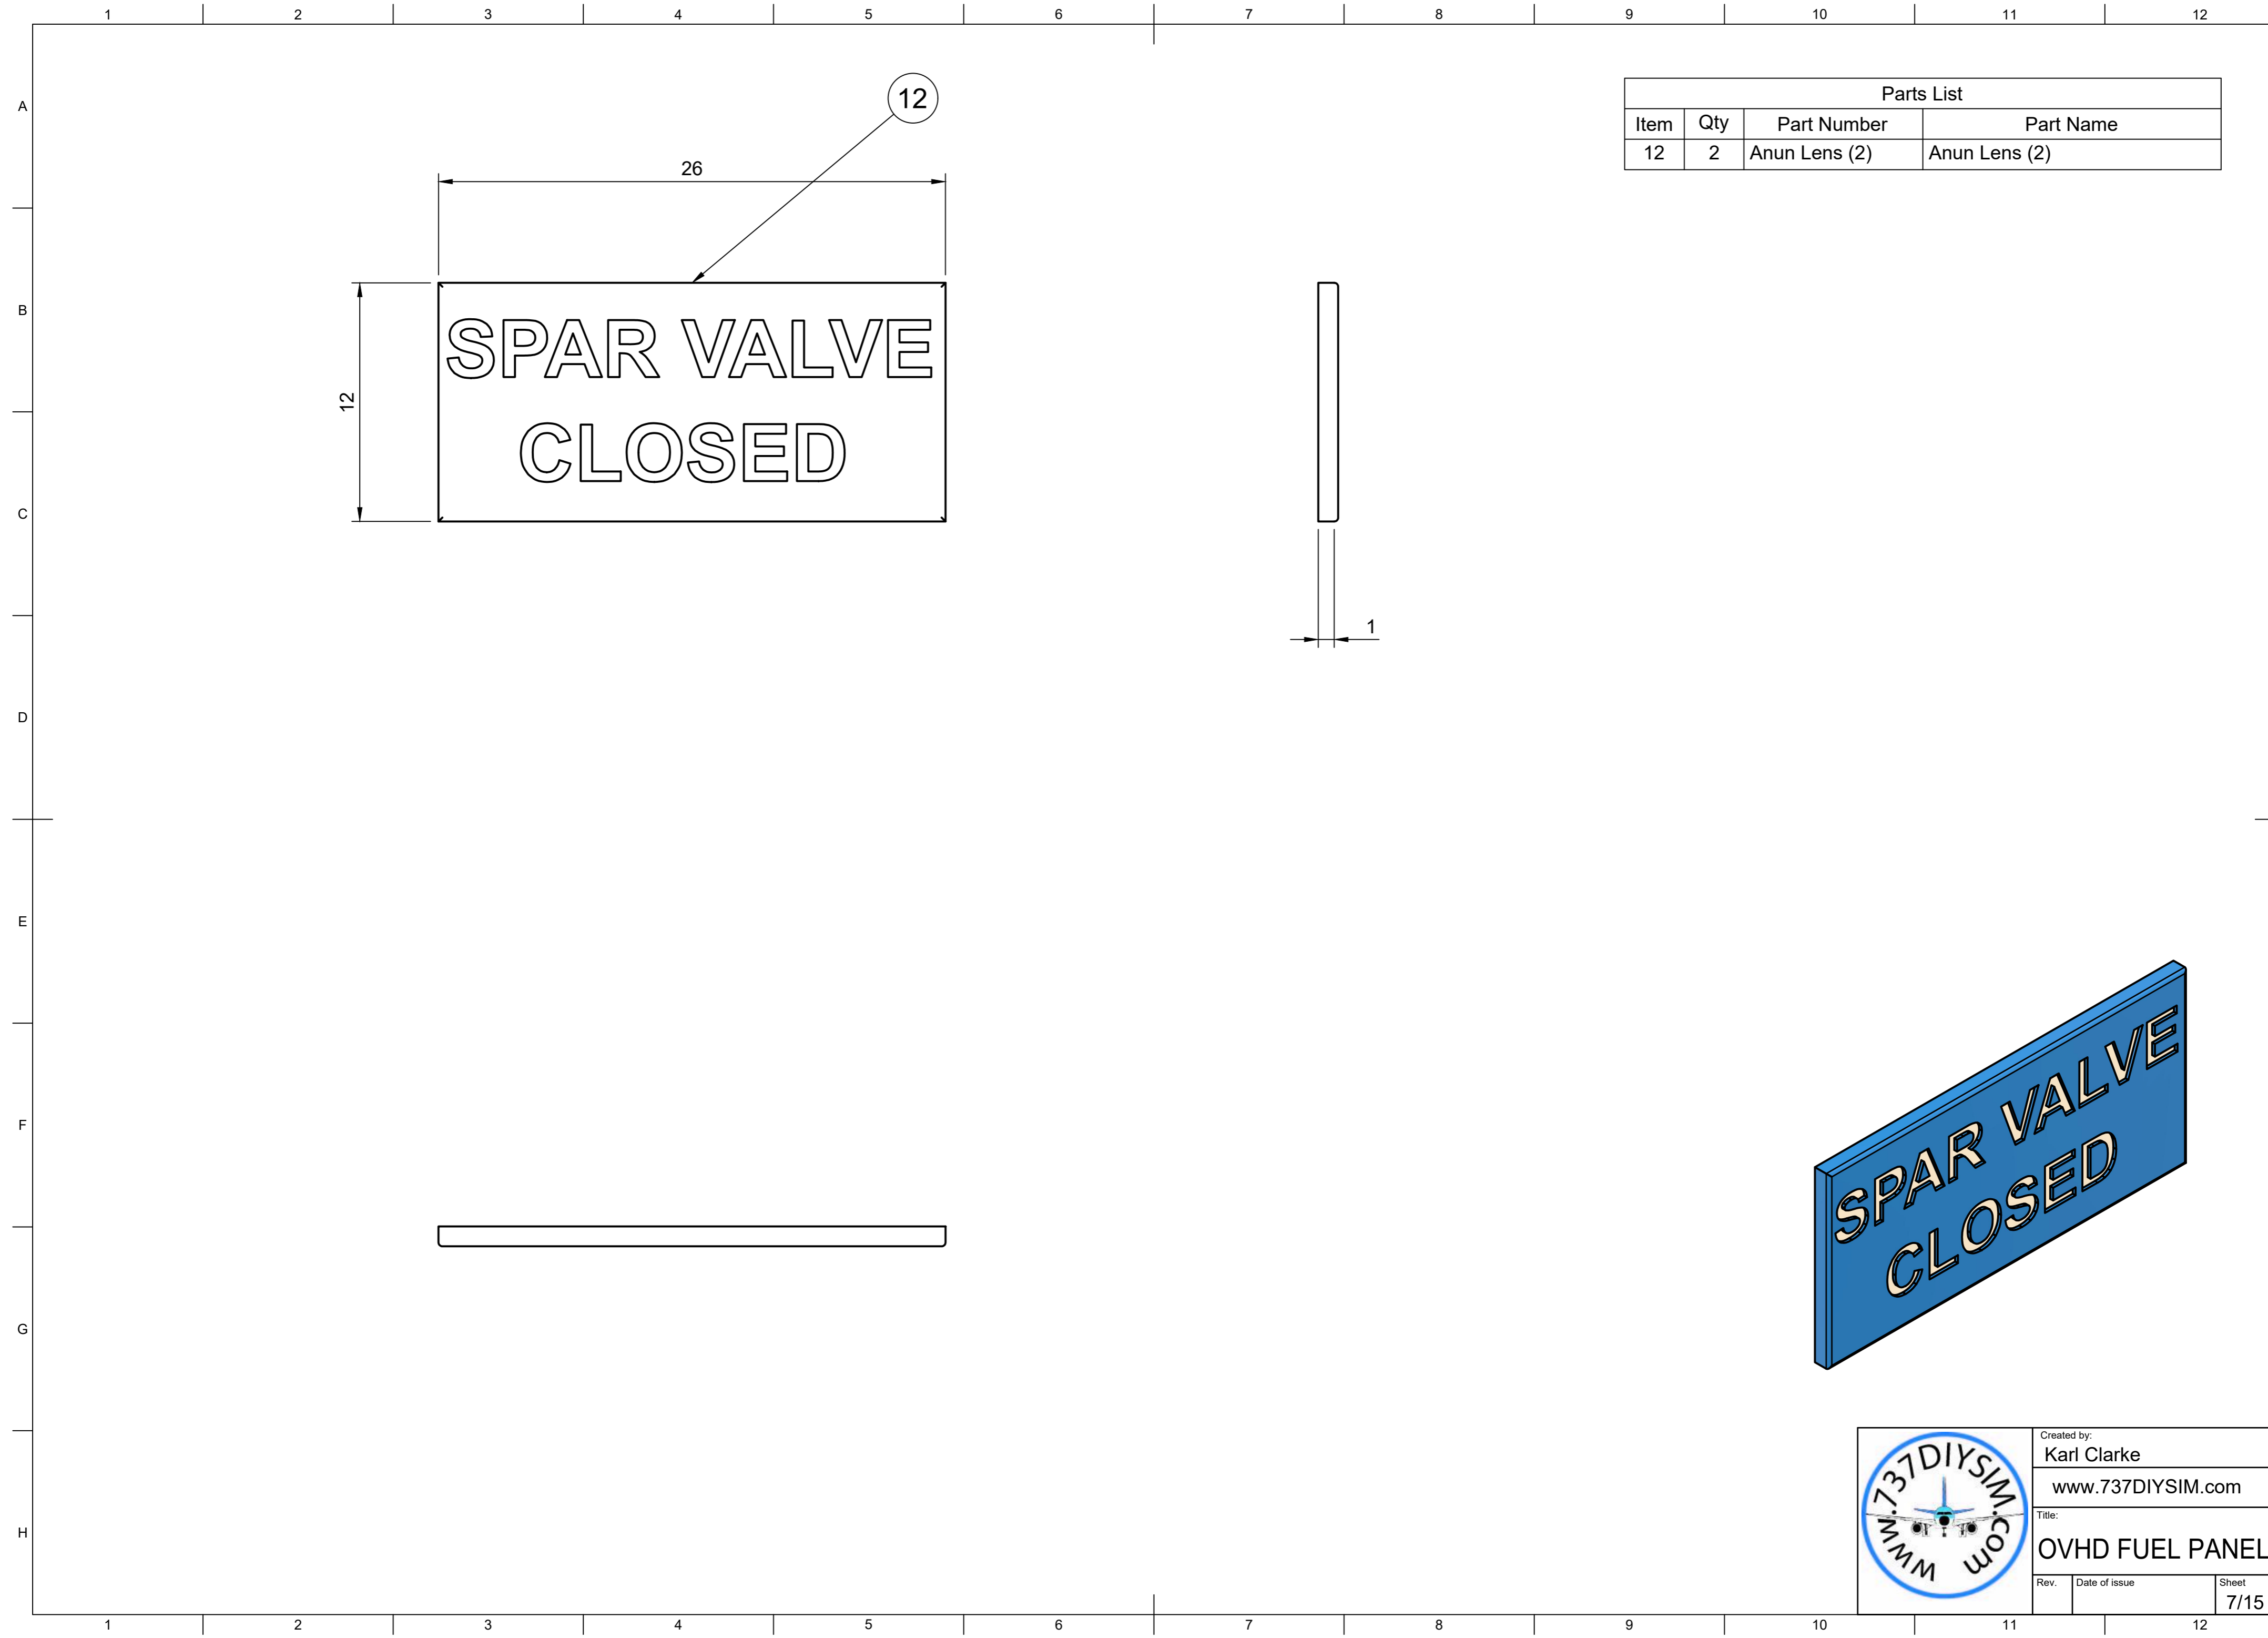 1 2 3 4 5 6 7 8 9 10 11 12
A
B
C
D
E
F
G
H
12
26
12
1
SPAR VALVE
CLOSED
Parts List
Item Qty Part Number Part Name
12 2 Anun Lens (2) Anun Lens (2)
SPAR VALVE
CLOSED
www.737DIYSIM.com
Created by:
Karl Clarke
www.737DIYSIM.com
Title:
OVHD FUEL PANEL
Rev. Date of issue Sheet
7/15
1 2 3 4 5 6 7 8 9 10 11 12